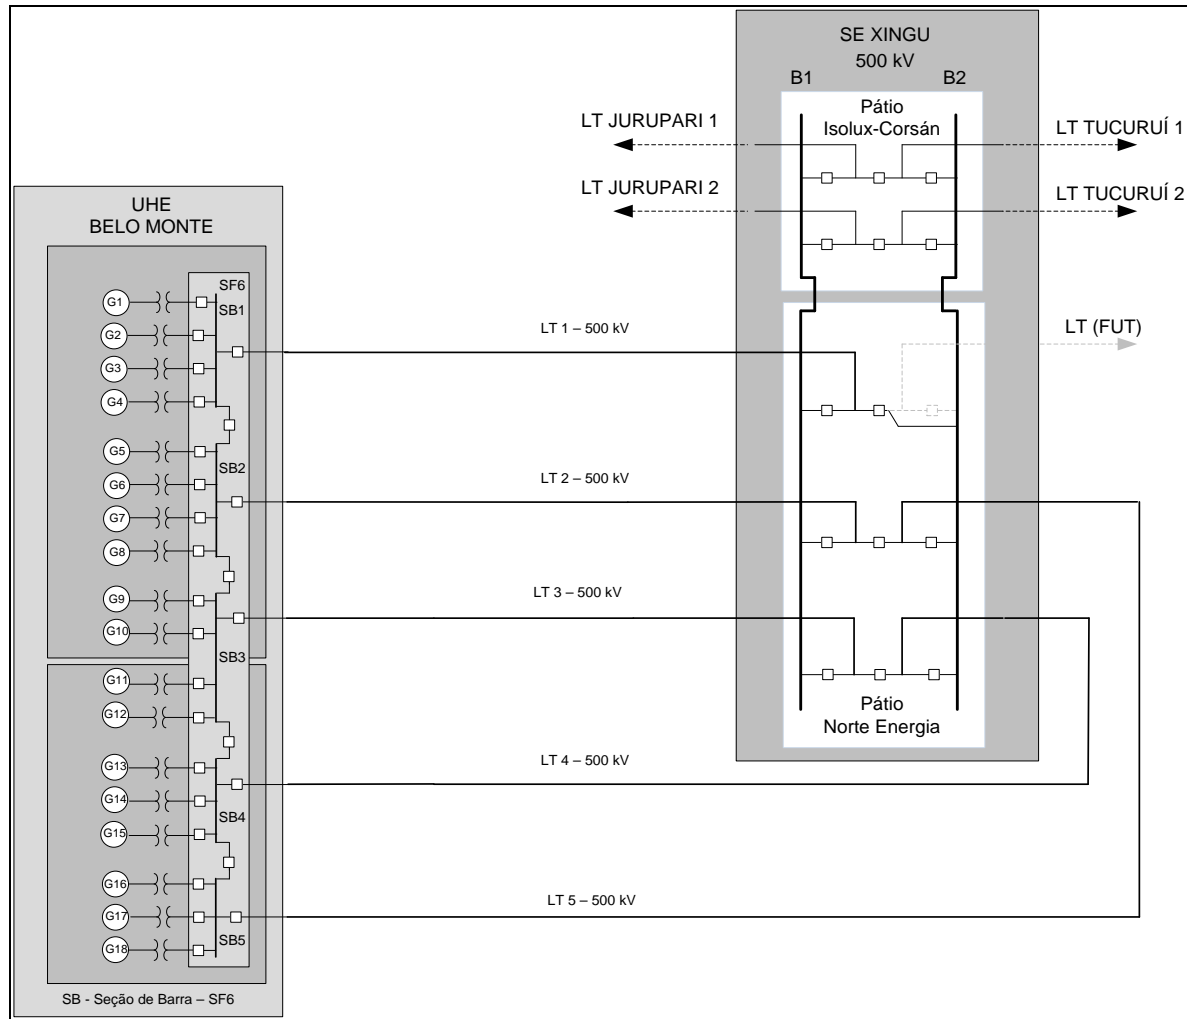 SE XINGU
500 kV
B1
B2
Pátio
Isolux-Corsán
LT JURUPARI 1
LT TUCURUÍ 1
LT JURUPARI 2
LT TUCURUÍ 2
UHE
BELO MONTE
SF6
G1
SB1
G2
LT 1 – 500 kV
LT (FUT)
G3
G4
G5
SB2
G6
LT 2 – 500 kV
G7
G8
G9
LT 3 – 500 kV
G10
SB3
G11
G12
Pátio
Norte Energia
G13
LT 4 – 500 kV
G14
SB4
G15
G16
LT 5 – 500 kV
G17
SB5
G18
SB - Seção de Barra – SF6